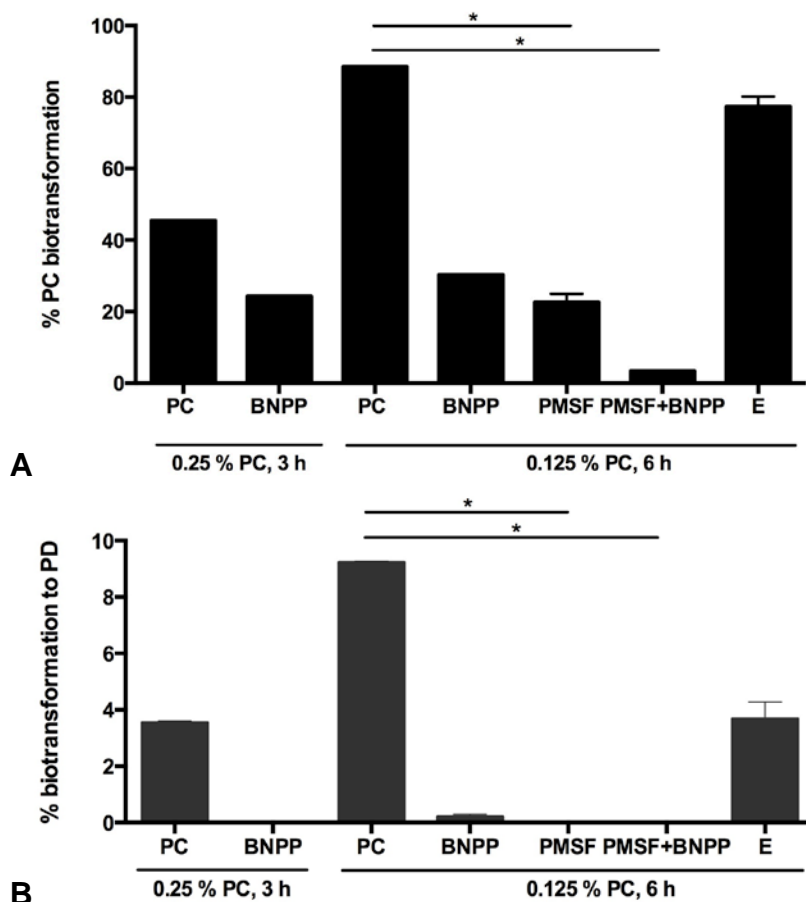 *
*
100
80
60
40
20
0
% PC biotransformation
PC BNPP PC BNPP PMSF PMSF+BNPP E
0.25 % PC, 3 h 0.125 % PC, 6 h
A
*
*
10
8
6
4
2
0
% biotransformation to PD
PC BNPP PC BNPP PMSF PMSF+BNPP E
0.25 % PC, 3 h 0.125 % PC, 6 h
B